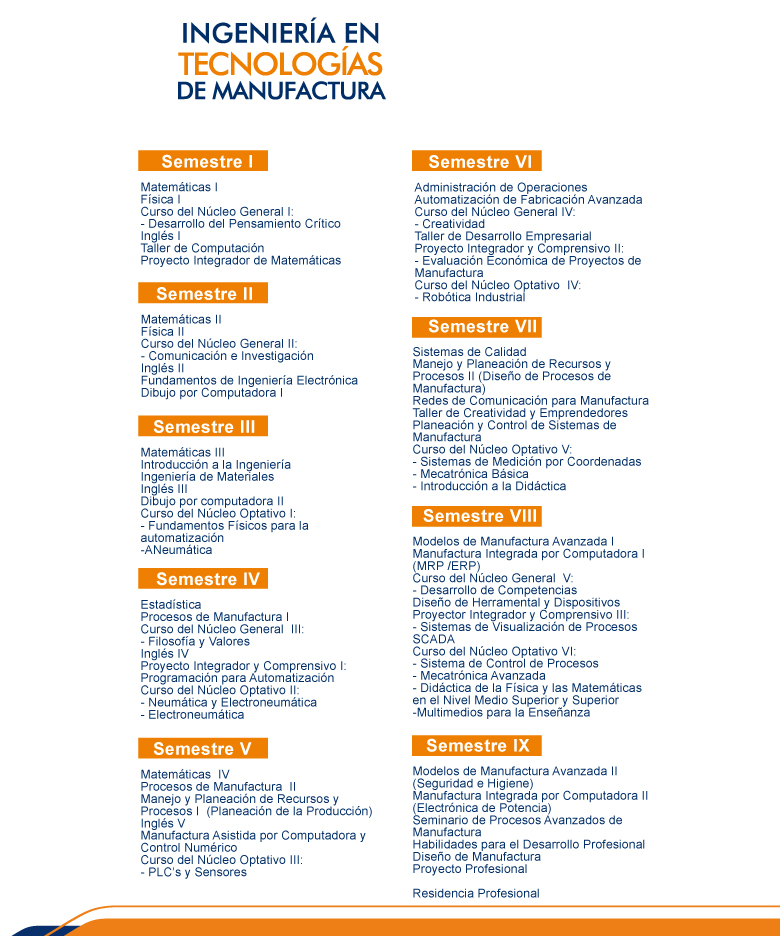 INGENIERÍA EN
TECNOLOGÍAS
DE MANUFACTURA
Semestre I
Matemáticas I
Física I
Curso del Núcleo General I:
- Desarrollo del Pensamiento Crítico
Inglés I
Taller de Computación
Proyecto Integrador de Matemáticas
Semestre II
Matemáticas II
Física II
Curso del Núcleo General II:
- Comunicación e Investigación
Inglés II
Fundamentos de Ingeniería Electrónica
Dibujo por Computadora I
Semestre III
Matemáticas III
Introducción a la Ingeniería
Ingeniería de Materiales
Inglés III
Dibujo por computadora II
Curso del Núcleo Optativo I:
- Fundamentos Físicos para la
automatización
-ANeumática
Semestre IV
Estadística
Procesos de Manufactura I
Curso del Núcleo General  III:
- Filosofía y Valores
Inglés IV
Proyecto Integrador y Comprensivo I:
Programación para Automatización
Curso del Núcleo Optativo II:
- Neumática y Electroneumática
- Electroneumática
Semestre V
Matemáticas  IV
Procesos de Manufactura  II
Manejo y Planeación de Recursos y
Procesos I  (Planeación de la Producción)
Inglés V
Manufactura Asistida por Computadora y
Control Numérico
Curso del Núcleo Optativo III:
- PLC's y Sensores
Semestre VI
Administración de Operaciones
Automatización de Fabricación Avanzada
Curso del Núcleo General IV:
- Creatividad
Taller de Desarrollo Empresarial
Proyecto Integrador y Comprensivo II:
- Evaluación Económica de Proyectos de
Manufactura
Curso del Núcleo Optativo  IV:
- Robótica Industrial
Semestre VII
Sistemas de Calidad
Manejo y Planeación de Recursos y
Procesos II (Diseño de Procesos de
Manufactura)
Redes de Comunicación para Manufactura
Taller de Creatividad y Emprendedores
Planeación y Control de Sistemas de
Manufactura
Curso del Núcleo Optativo V:
- Sistemas de Medición por Coordenadas
- Mecatrónica Básica
- Introducción a la Didáctica
Semestre VIII
Modelos de Manufactura Avanzada I
Manufactura Integrada por Computadora I
(MRP /ERP)
Curso del Núcleo General  V:
- Desarrollo de Competencias
Diseño de Herramental y Dispositivos
Proyector Integrador y Comprensivo III:
- Sistemas de Visualización de Procesos
SCADA
Curso del Núcleo Optativo VI:
- Sistema de Control de Procesos
- Mecatrónica Avanzada
- Didáctica de la Física y las Matemáticas
en el Nivel Medio Superior y Superior
-Multimedios para la Enseñanza
Semestre IX
Modelos de Manufactura Avanzada II
(Seguridad e Higiene)
Manufactura Integrada por Computadora II
(Electrónica de Potencia)
Seminario de Procesos Avanzados de
Manufactura
Habilidades para el Desarrollo Profesional
Diseño de Manufactura
Proyecto Profesional
Residencia Profesional